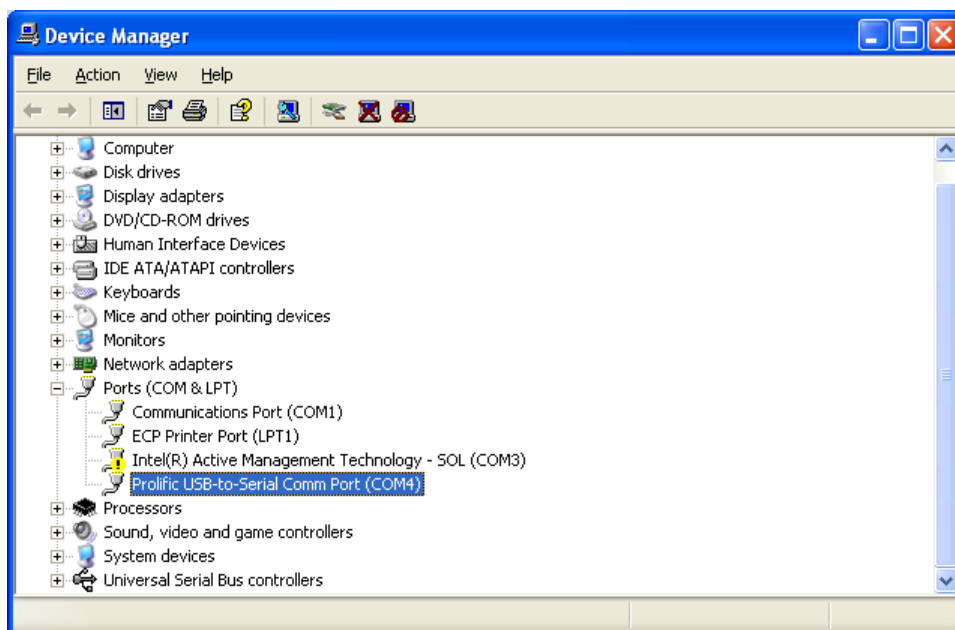 Device Manager
File Action View Help
Computer
Disk drives
Display adapters
DVD/CD-ROM drives
Human Interface Devices
IDE ATA/ATAPI controllers
Keyboards
Mice and other pointing devices
Monitors
Network adapters
Ports (COM & LPT)
Communications Port (COM1)
ECP Printer Port (LPT1)
Intel(R) Active Management Technology - SOL (COM3)
Prolific USB-to-Serial Comm Port (COM4)
Processors
Sound, video and game controllers
System devices
Universal Serial Bus controllers